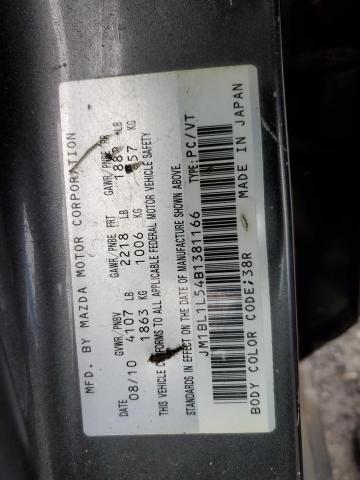 MFD. BY MAZDA MOTOR CORPORATION
GVWR/PNBV GAWR/PNBE FRT GAWR/PNBE RR
DATE 4107 LB 2218 LB LB
08/10 1863 KG 1006 KG KG
THIS VEHICLE CONFORMS TO ALL APPLICABLE FEDERAL MOTOR VEHICLE SAFETY
STANDARDS IN EFFECT ON THE DATE OF MANUFACTURE SHOWN ABOVE.
JM1BL1L54B1381166 TYPE:PC/VT
BODY COLOR CODE;38R MADE IN JAPAN